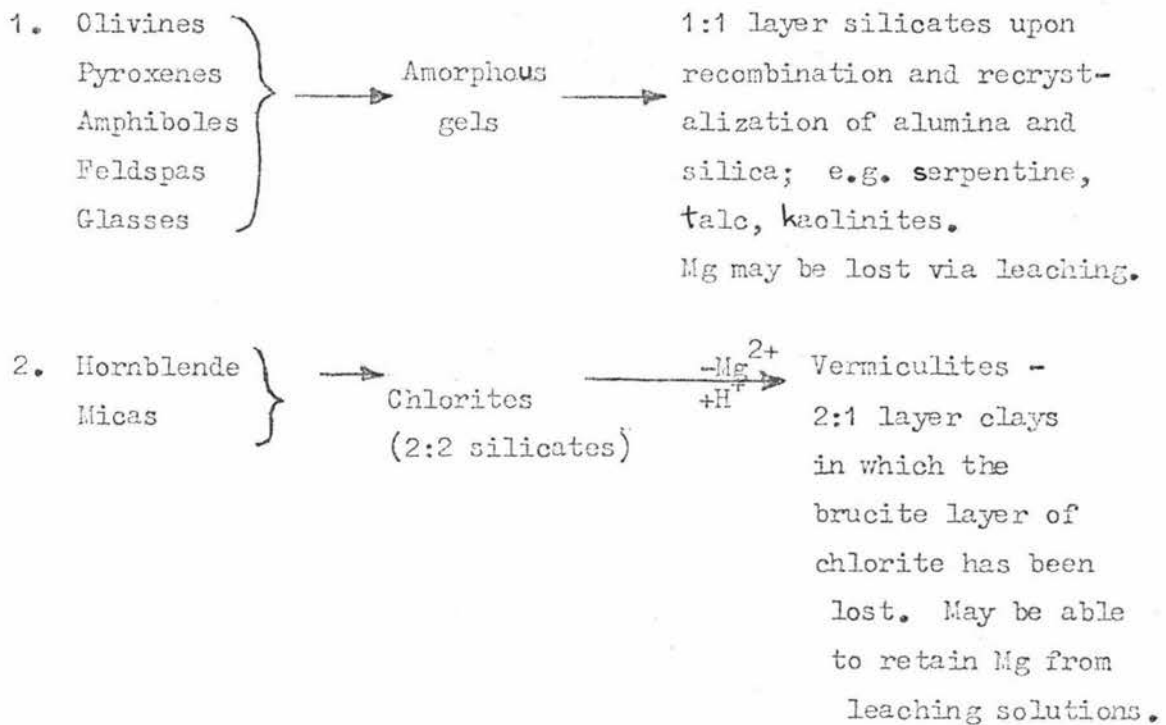 1. Olivines
Pyroxenes
Amphiboles
Feldspas
Glasses
Amorphous
gels
1:1 layer silicates upon
recombination and recryst-
alization of alumina and
silica; e.g. serpentine,
talc, kaolinites.
Mg may be lost via leaching.
2. Hornblende
Micas
Chlorites
(2:2 silicates)
-Mg2+
+H+
Vermiculites -
2:1 layer clays
in which the
brucite layer of
chlorite has been
lost. May be able
to retain Mg from
leaching solutions.